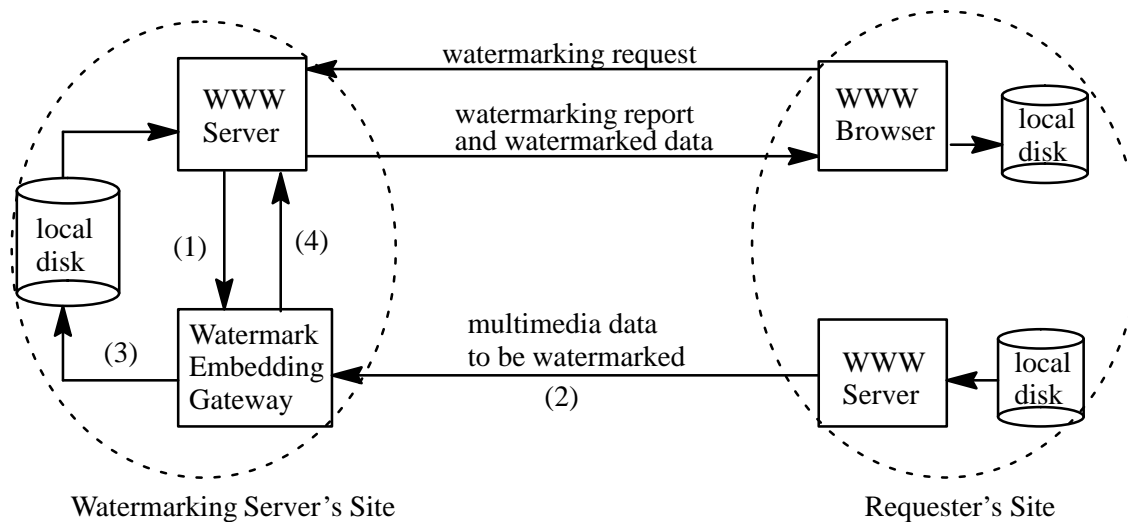 watermarking request
WWW
Server
WWW
Browser
local
disk
watermarking report
and watermarked data
local
disk
(1)
(4)
Watermark
Embedding
Gateway
(3)
multimedia data
to be watermarked
(2)
WWW
Server
local
disk
Watermarking Server’s Site
Requester’s Site